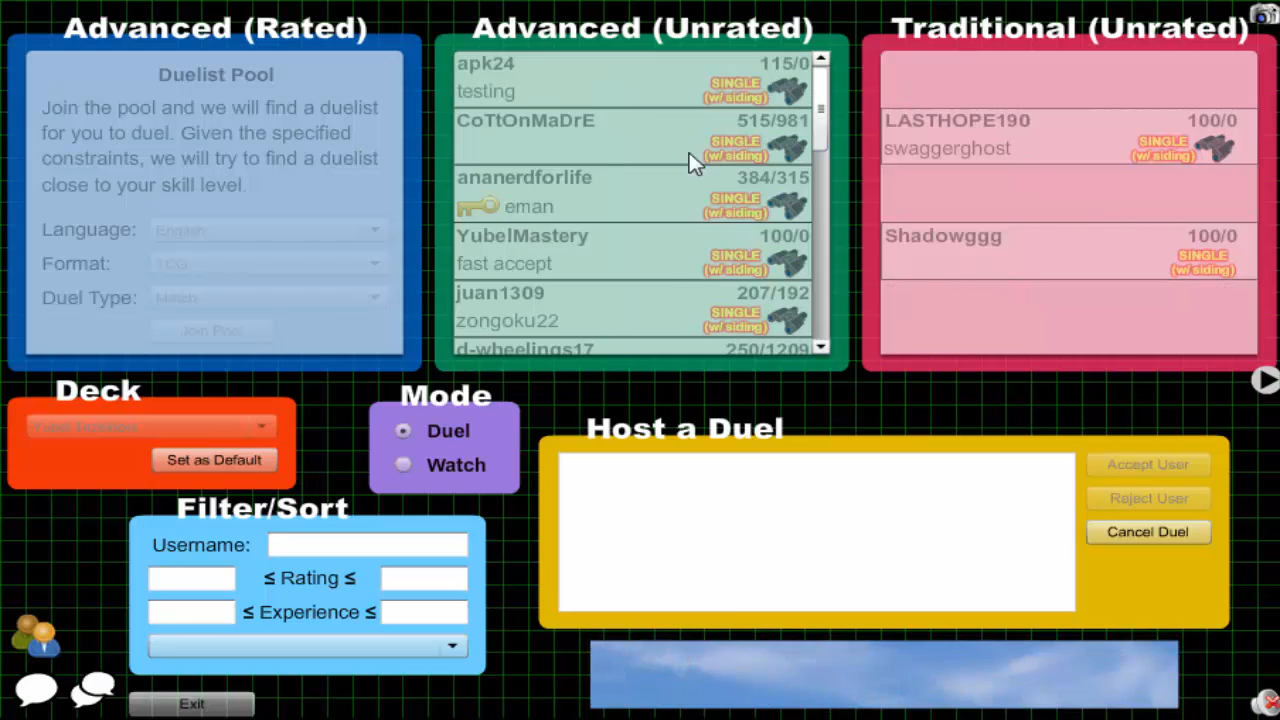 Advanced (Rated)
Duelist Pool
Join the pool and we will find a duelist
for you to duel. Given the specified
constraints, we will try to find a duelist
close to your skill level.
Language: English
Format: TCG
Duel Type: Match
Join Pool
Advanced (Unrated)
apk24 115/0
testing SINGLE
(w/ siding)
CoTtOnMaDrE 515/981
SINGLE
(w/ siding)
ananerdforlife 384/315
eman SINGLE
(w/ siding)
YubelMastery 100/0
fast accept SINGLE
(w/ siding)
juan1309 207/192
zongoku22 SINGLE
(w/ siding)
d-wheelings17 250/1209
Traditional (Unrated)
LASTHOPE190 100/0
swaggerghost SINGLE
(w/ siding)
Shadowggg 100/0
SINGLE
(w/ siding)
Deck
Set as Default
Mode
Duel
Watch
Filter/Sort
Username:
≤ Rating ≤
≤ Experience ≤
Exit
Host a Duel
Accept User
Reject User
Cancel Duel